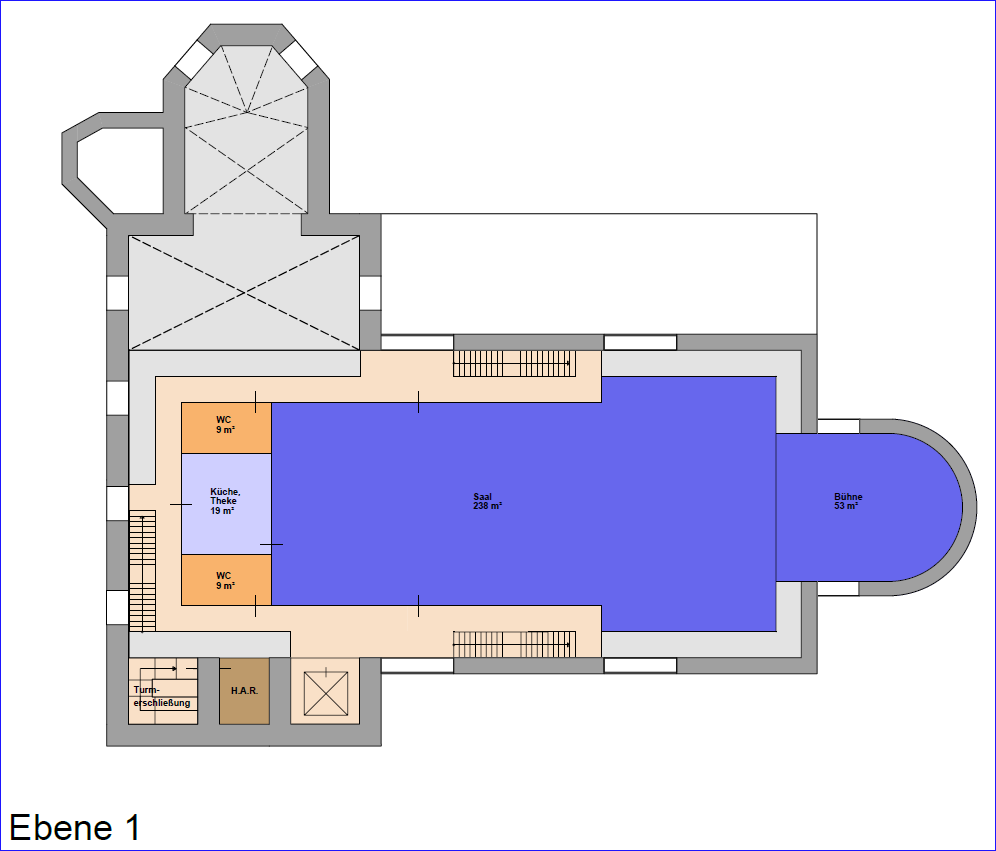 WC
9 m²
Küche,
Theke
19 m²
Saal
238 m²
Bühne
53 m²
WC
9 m²
Turm-
erschließung
H.A.R.
Ebene 1